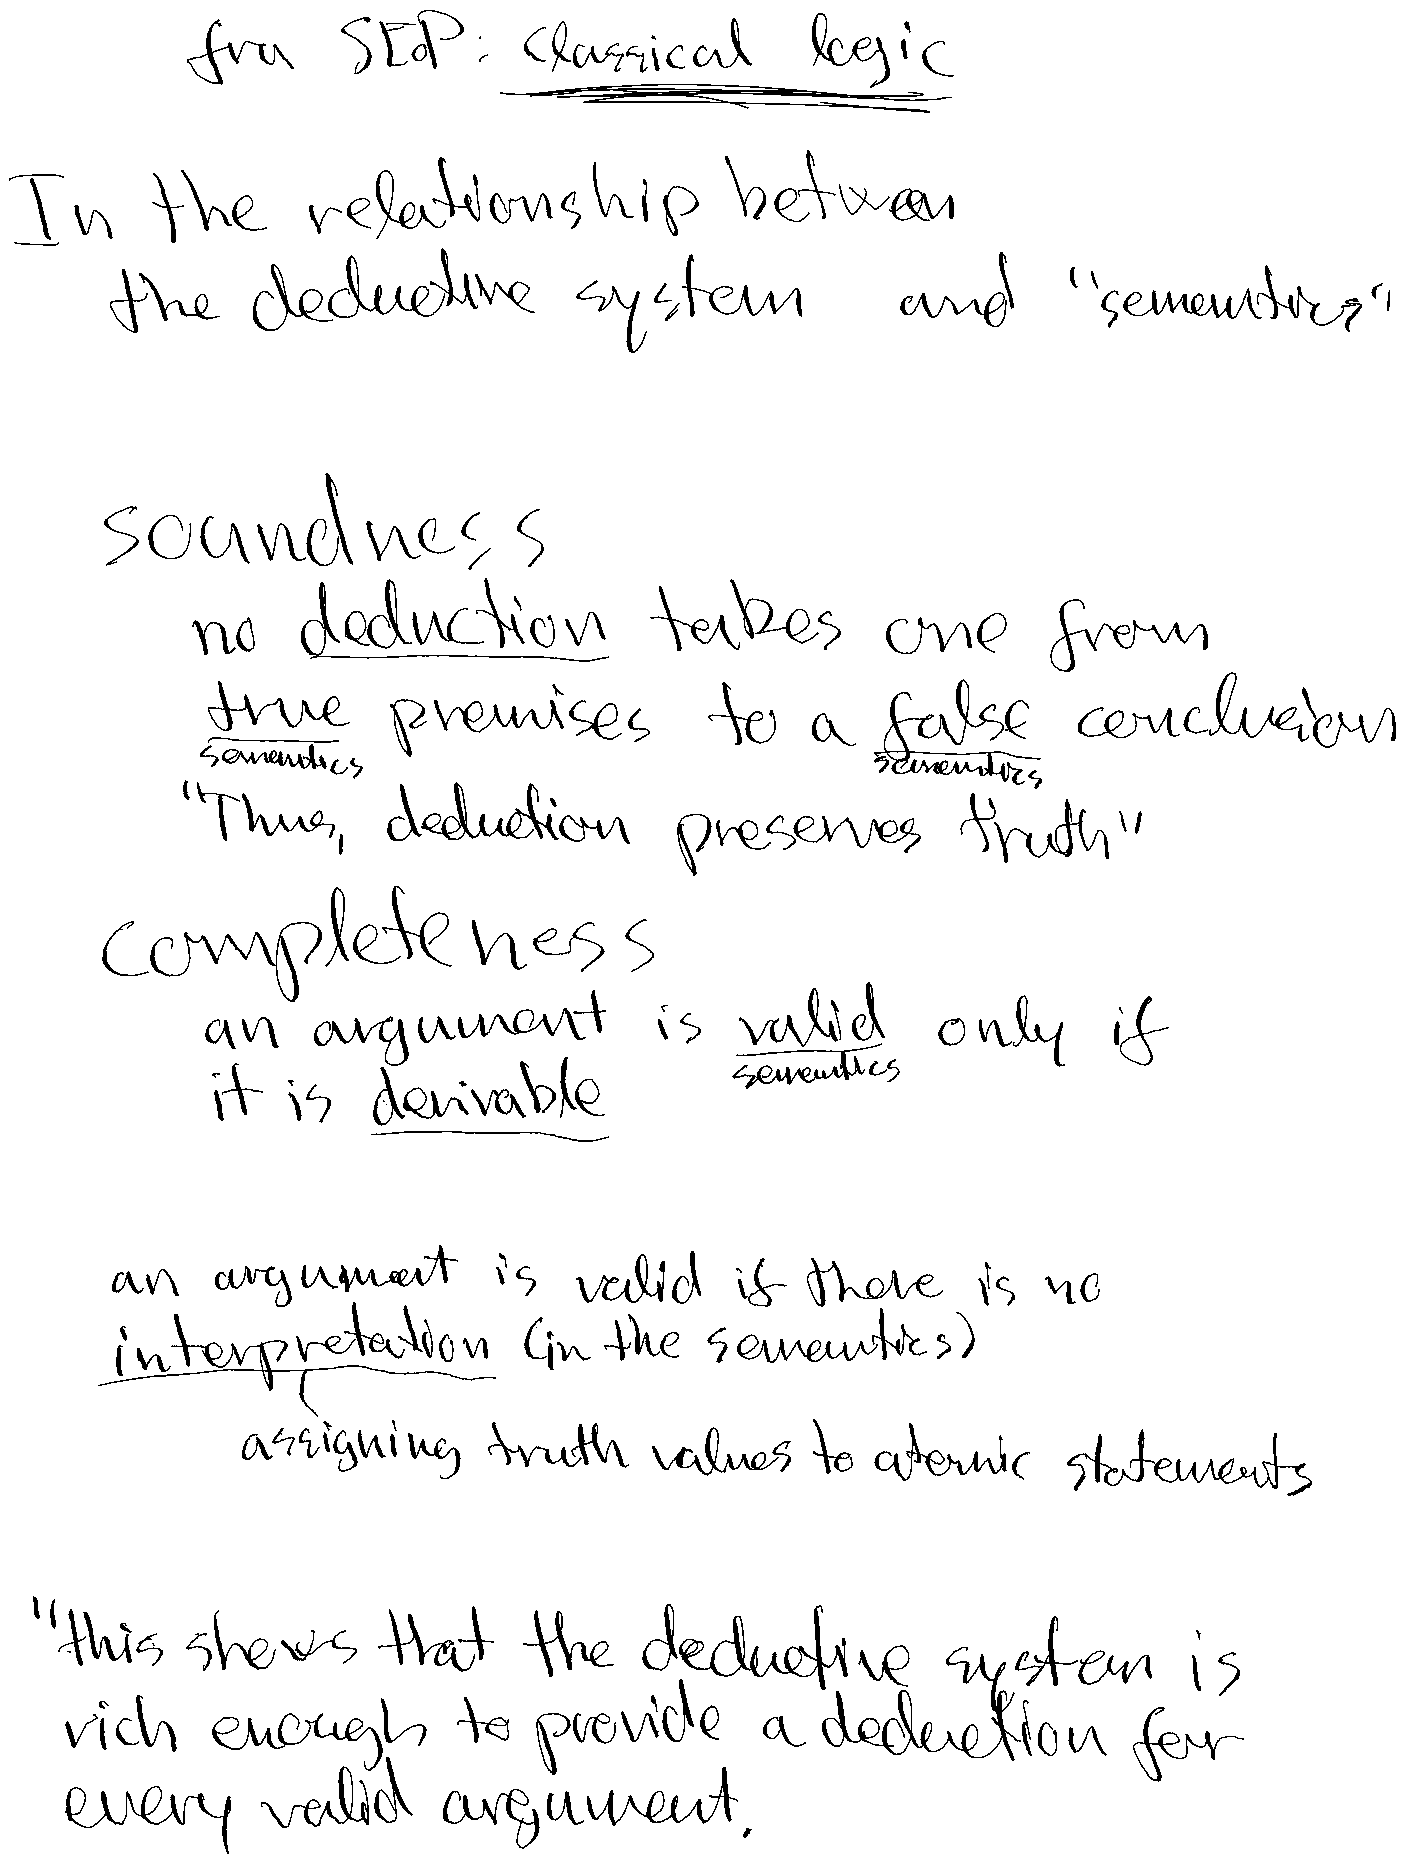 fra SEP: Classical logic
In the relationship between
the deductive system and "semantics"
soundness
no deduction takes one from
true premises to a false conclusion
semantics semantics
"Thus, deduction preserves truth"
completeness
an argument is valid only if
semantics
it is derivable
an argument is valid if there is no
interpretation (in the semantics)
assigning truth values to atomic statements
"this shows that the deductive system is
rich enough to provide a deduction for
every valid argument.